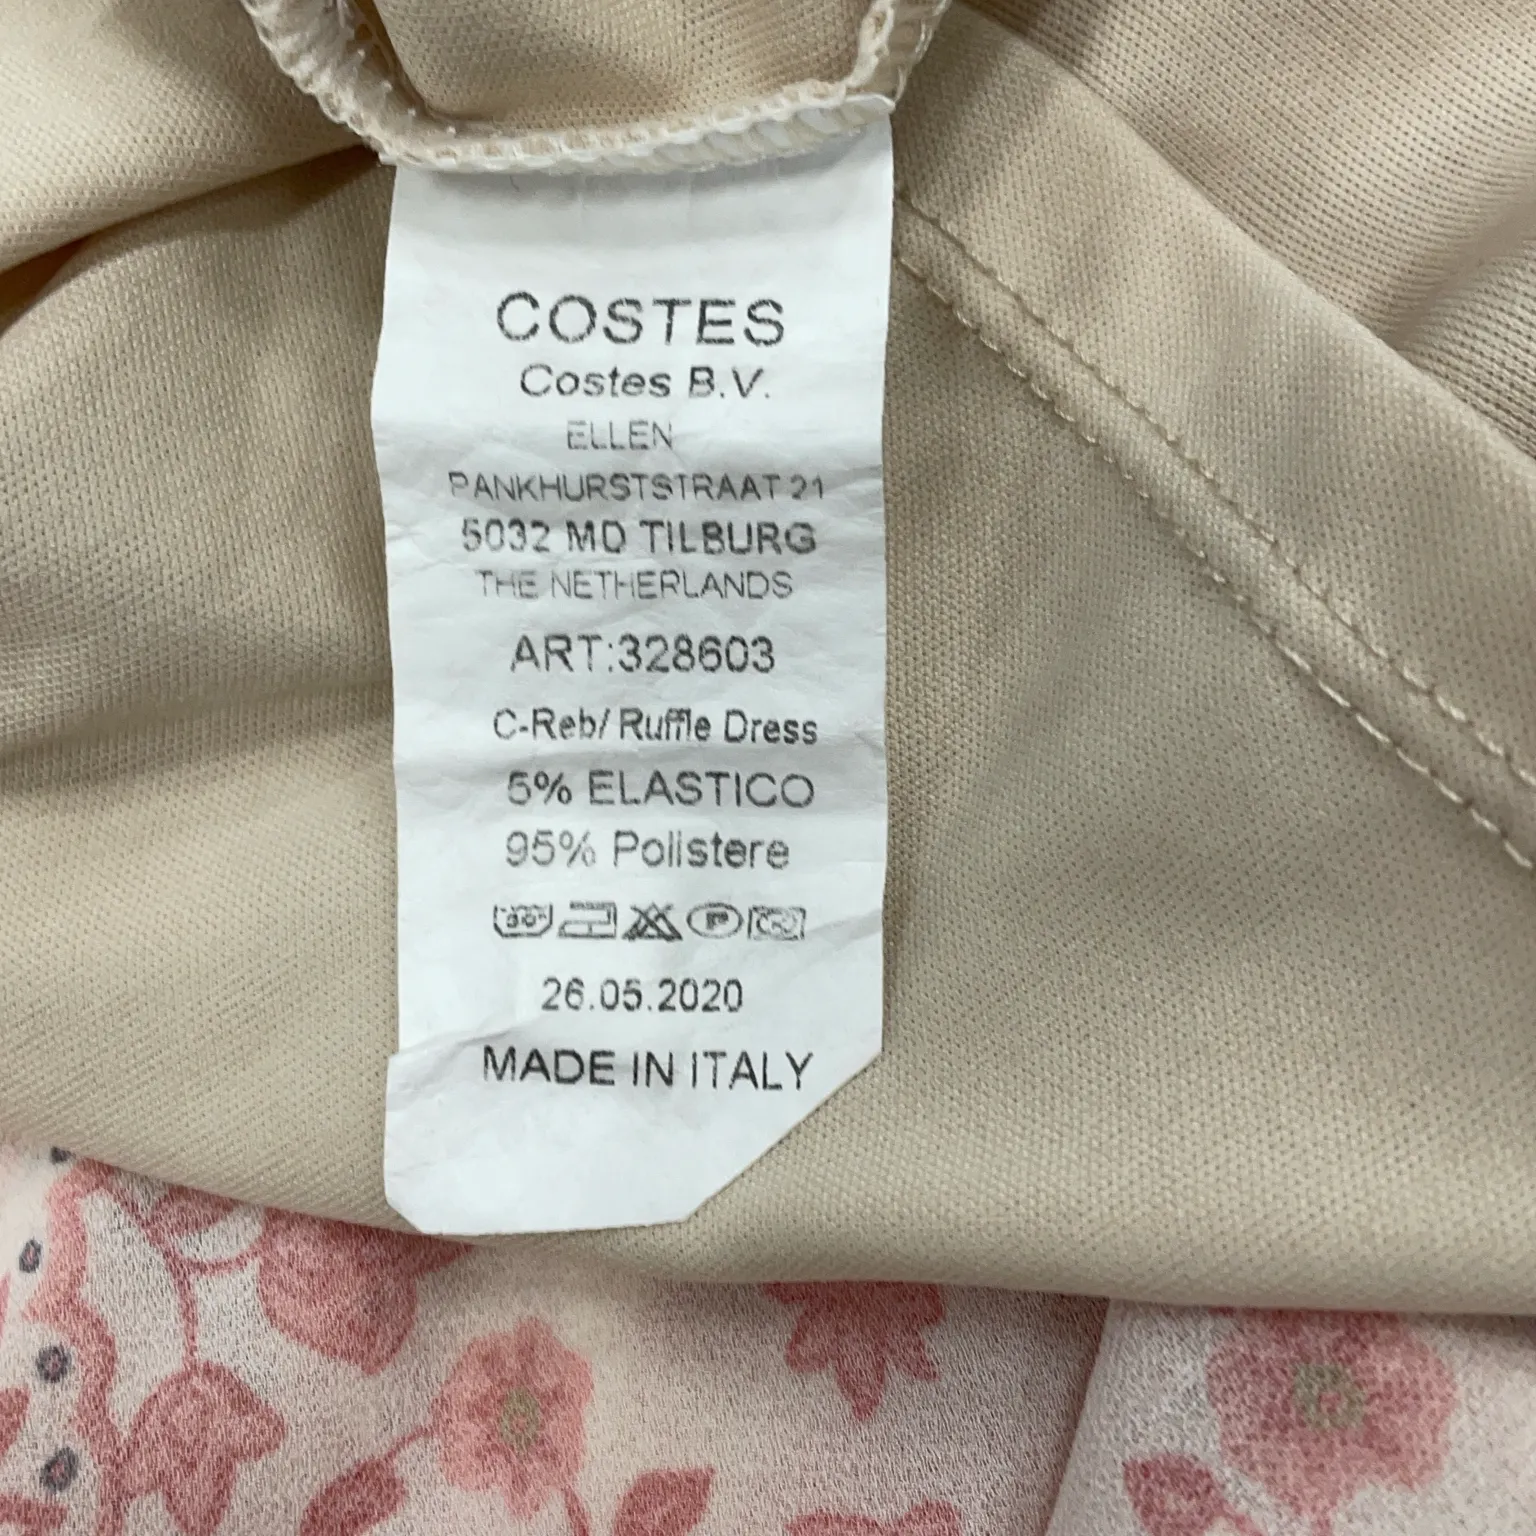 COSTES
Costes B.V.
ELLEN
PANKHURSTSTRAAT 21
5032 MD TILBURG
THE NETHERLANDS
ART:328603
C-Reb/ Ruffle Dress
5% ELASTICO
95% Polistere
30°
P
26.05.2020
MADE IN ITALY